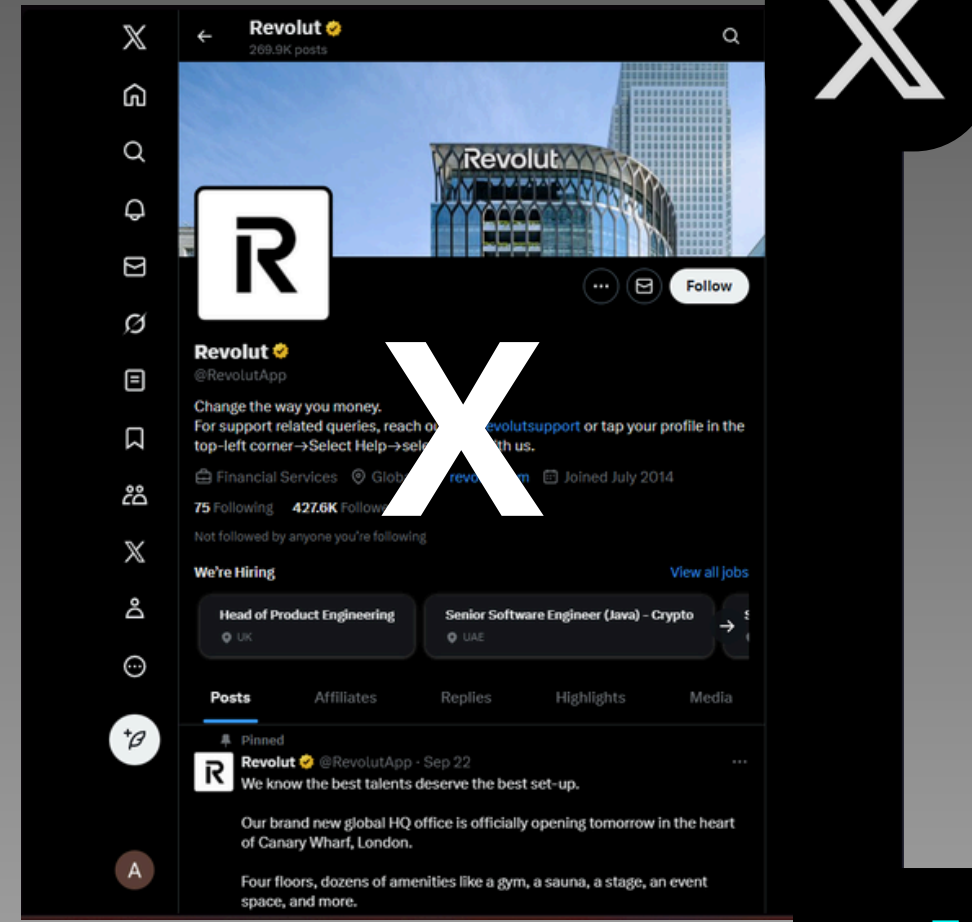 Revolut
269.9K posts
Revolut
R
Follow
Revolut
@RevolutApp
X
Change the way you money.
For support related queries, reach evolutsupport or tap your profile in the
top-left corner→Select Help→ us.
Financial Services Joined July 2014
75 Following 427.6K
Not followed by anyone you're following
We're Hiring View all jobs
Head of Product Engineering Senior Software Engineer (Java) – Crypto
UK UAE
Posts Affiliates Replies Highlights Media
Pinned
Revolut @RevolutApp · Sep 22
R
We know the best talents deserve the best set-up.
Our brand new global HQ office is officially opening tomorrow in the heart
of Canary Wharf, London.
Four floors, dozens of amenities like a gym, a sauna, a stage, an event
space, and more.
A